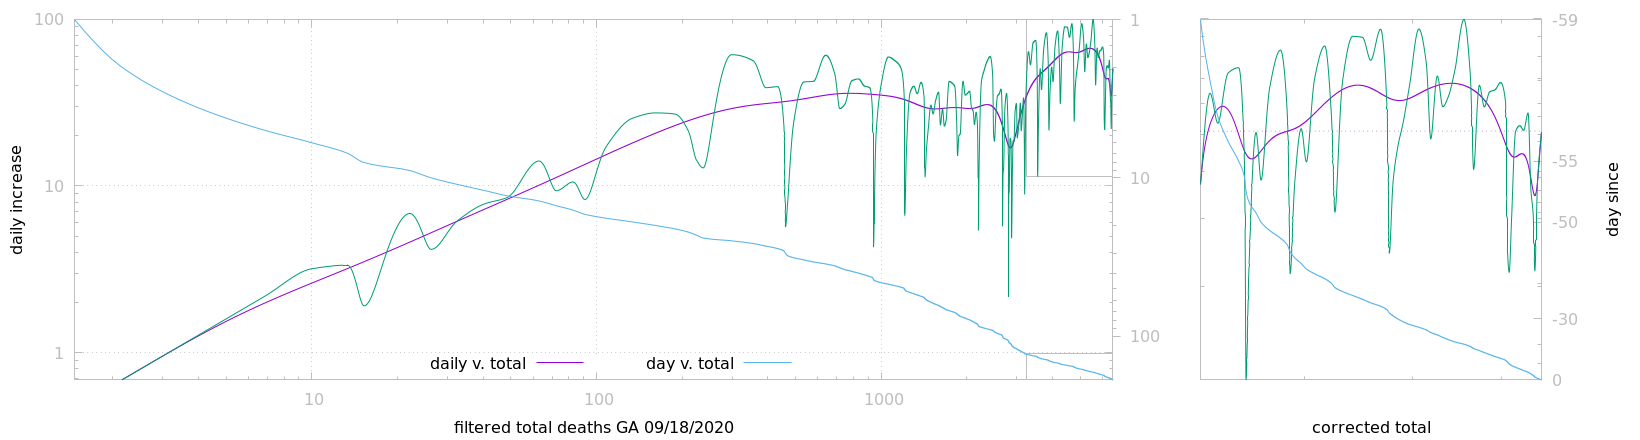 100
10
1
daily increase
10
100
1000
filtered total deaths GA 09/18/2020
daily v. total
day v. total
1
10
100
-59
-55
-50
-30
0
day since
corrected total